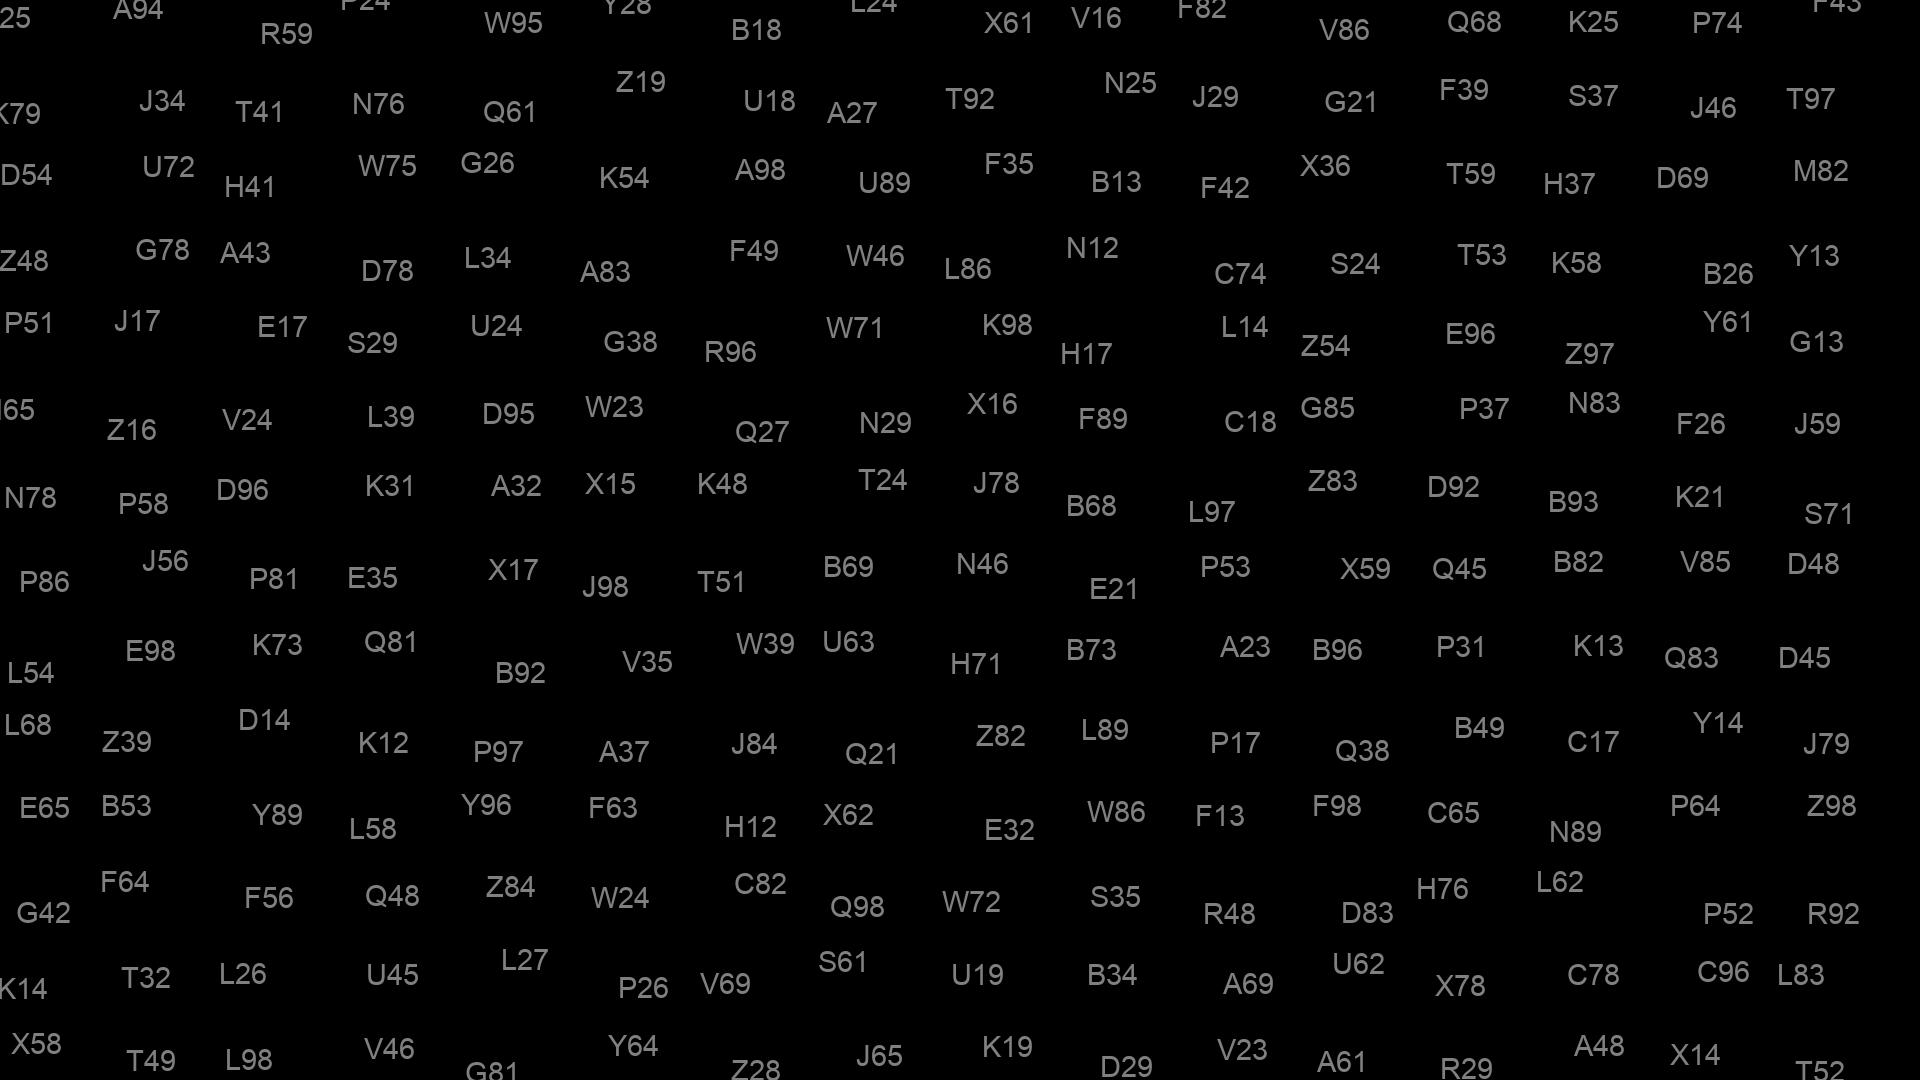 A94 R59 P24 W95 Y28 B18 L24 X61 V16 F82 V86 Q68 K25 P74 F43
K79 J34 T41 N76 Q61 Z19 U18 A27 T92 N25 J29 G21 F39 S37 J46 T97
D54 U72 H41 W75 G26 K54 A98 U89 F35 B13 F42 X36 T59 H37 D69 M82
Z48 G78 A43 D78 L34 A83 F49 W46 L86 N12 C74 S24 T53 K58 B26 Y13
P51 J17 E17 S29 U24 G38 R96 W71 K98 H17 L14 Z54 E96 Z97 Y61 G13
Z16 V24 L39 D95 W23 Q27 N29 X16 F89 C18 G85 P37 N83 F26 J59
N78 P58 D96 K31 A32 X15 K48 T24 J78 B68 L97 Z83 D92 B93 K21 S71
P86 J56 P81 E35 X17 J98 T51 B69 N46 E21 P53 X59 Q45 B82 V85 D48
L54 E98 K73 Q81 B92 V35 W39 U63 H71 B73 A23 B96 P31 K13 Q83 D45
L68 Z39 D14 K12 P97 A37 J84 Q21 Z82 L89 P17 Q38 B49 C17 Y14 J79
E65 B53 Y89 L58 Y96 F63 H12 X62 E32 W86 F13 F98 C65 N89 P64 Z98
G42 F64 F56 Q48 Z84 W24 C82 Q98 W72 S35 R48 D83 H76 L62 P52 R92
K14 T32 L26 U45 L27 P26 V69 S61 U19 B34 A69 U62 X78 C78 C96 L83
X58 T49 L98 V46 G81 Y64 Z28 J65 K19 D29 V23 A61 R29 A48 X14 T52